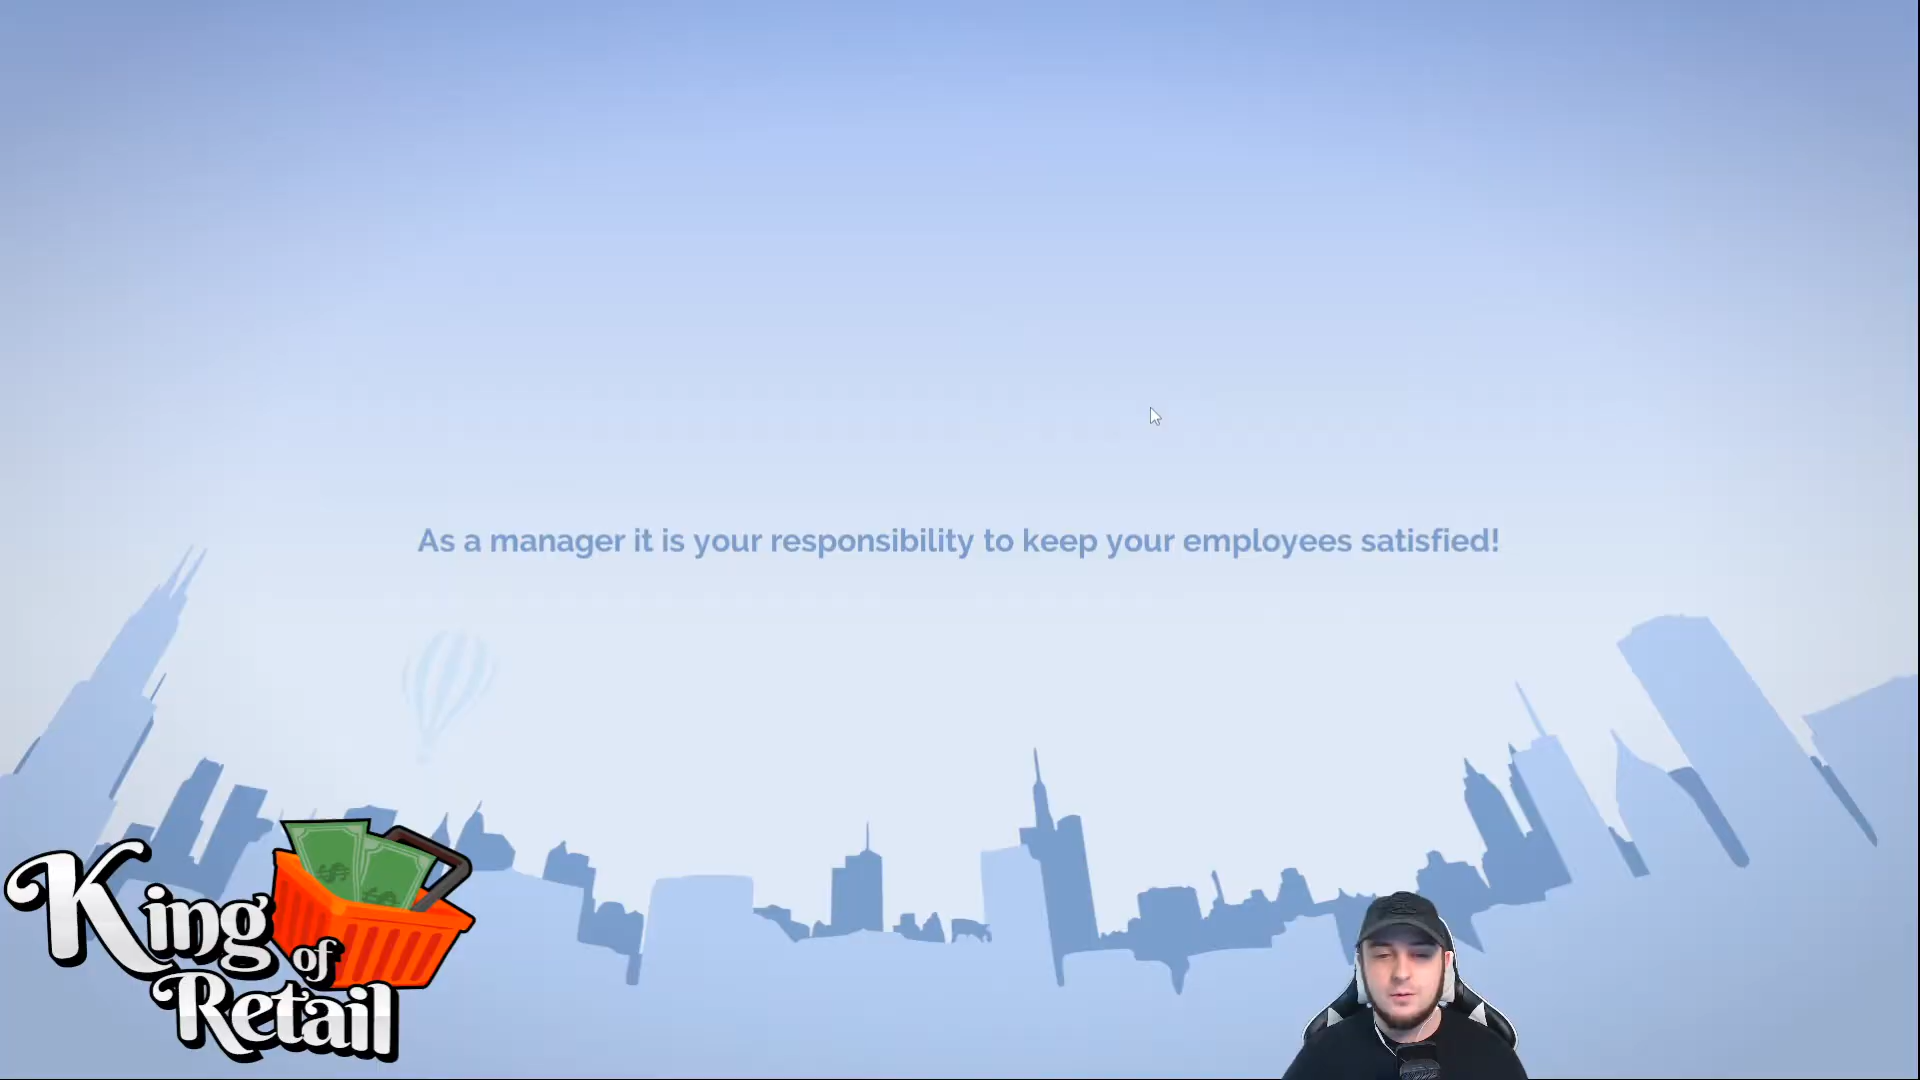 As a manager it is your responsibility to keep your employees satisfied!
King
of
Retail